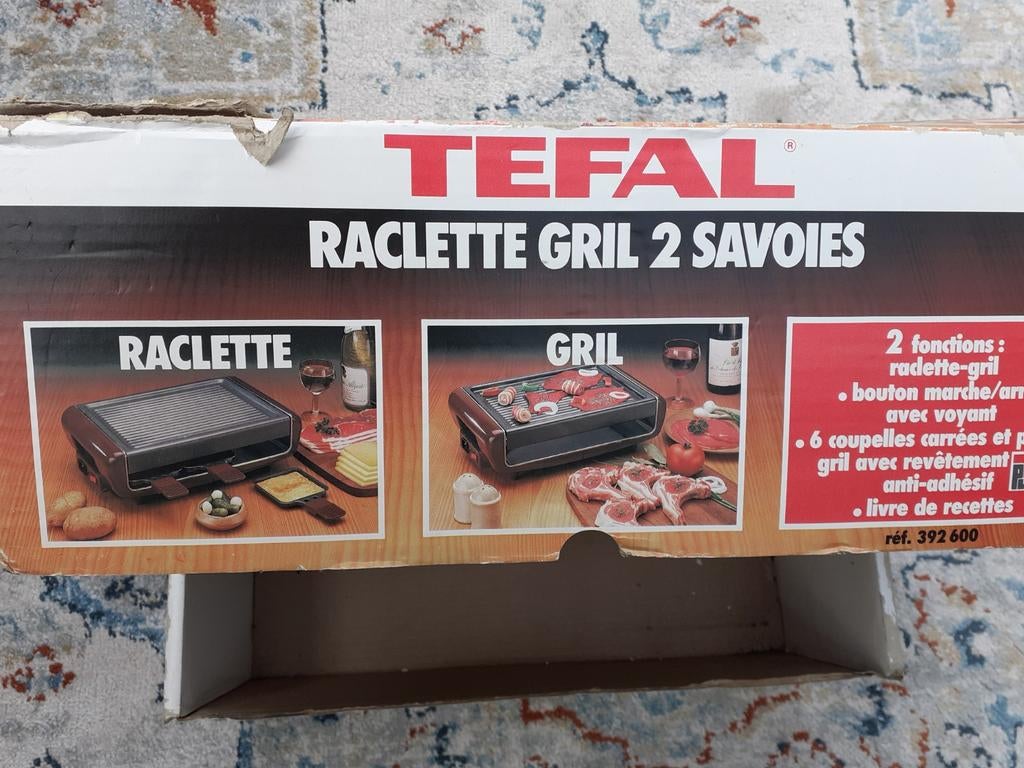 TEFAL®
RACLETTE GRIL 2 SAVOIES
RACLETTE
GRIL
2 fonctions :
raclette-gril
• bouton marche/arr
avec voyant
• 6 coupelles carrées et p
gril avec revêtement
anti-adhésif
• livre de recettes
réf. 392 600